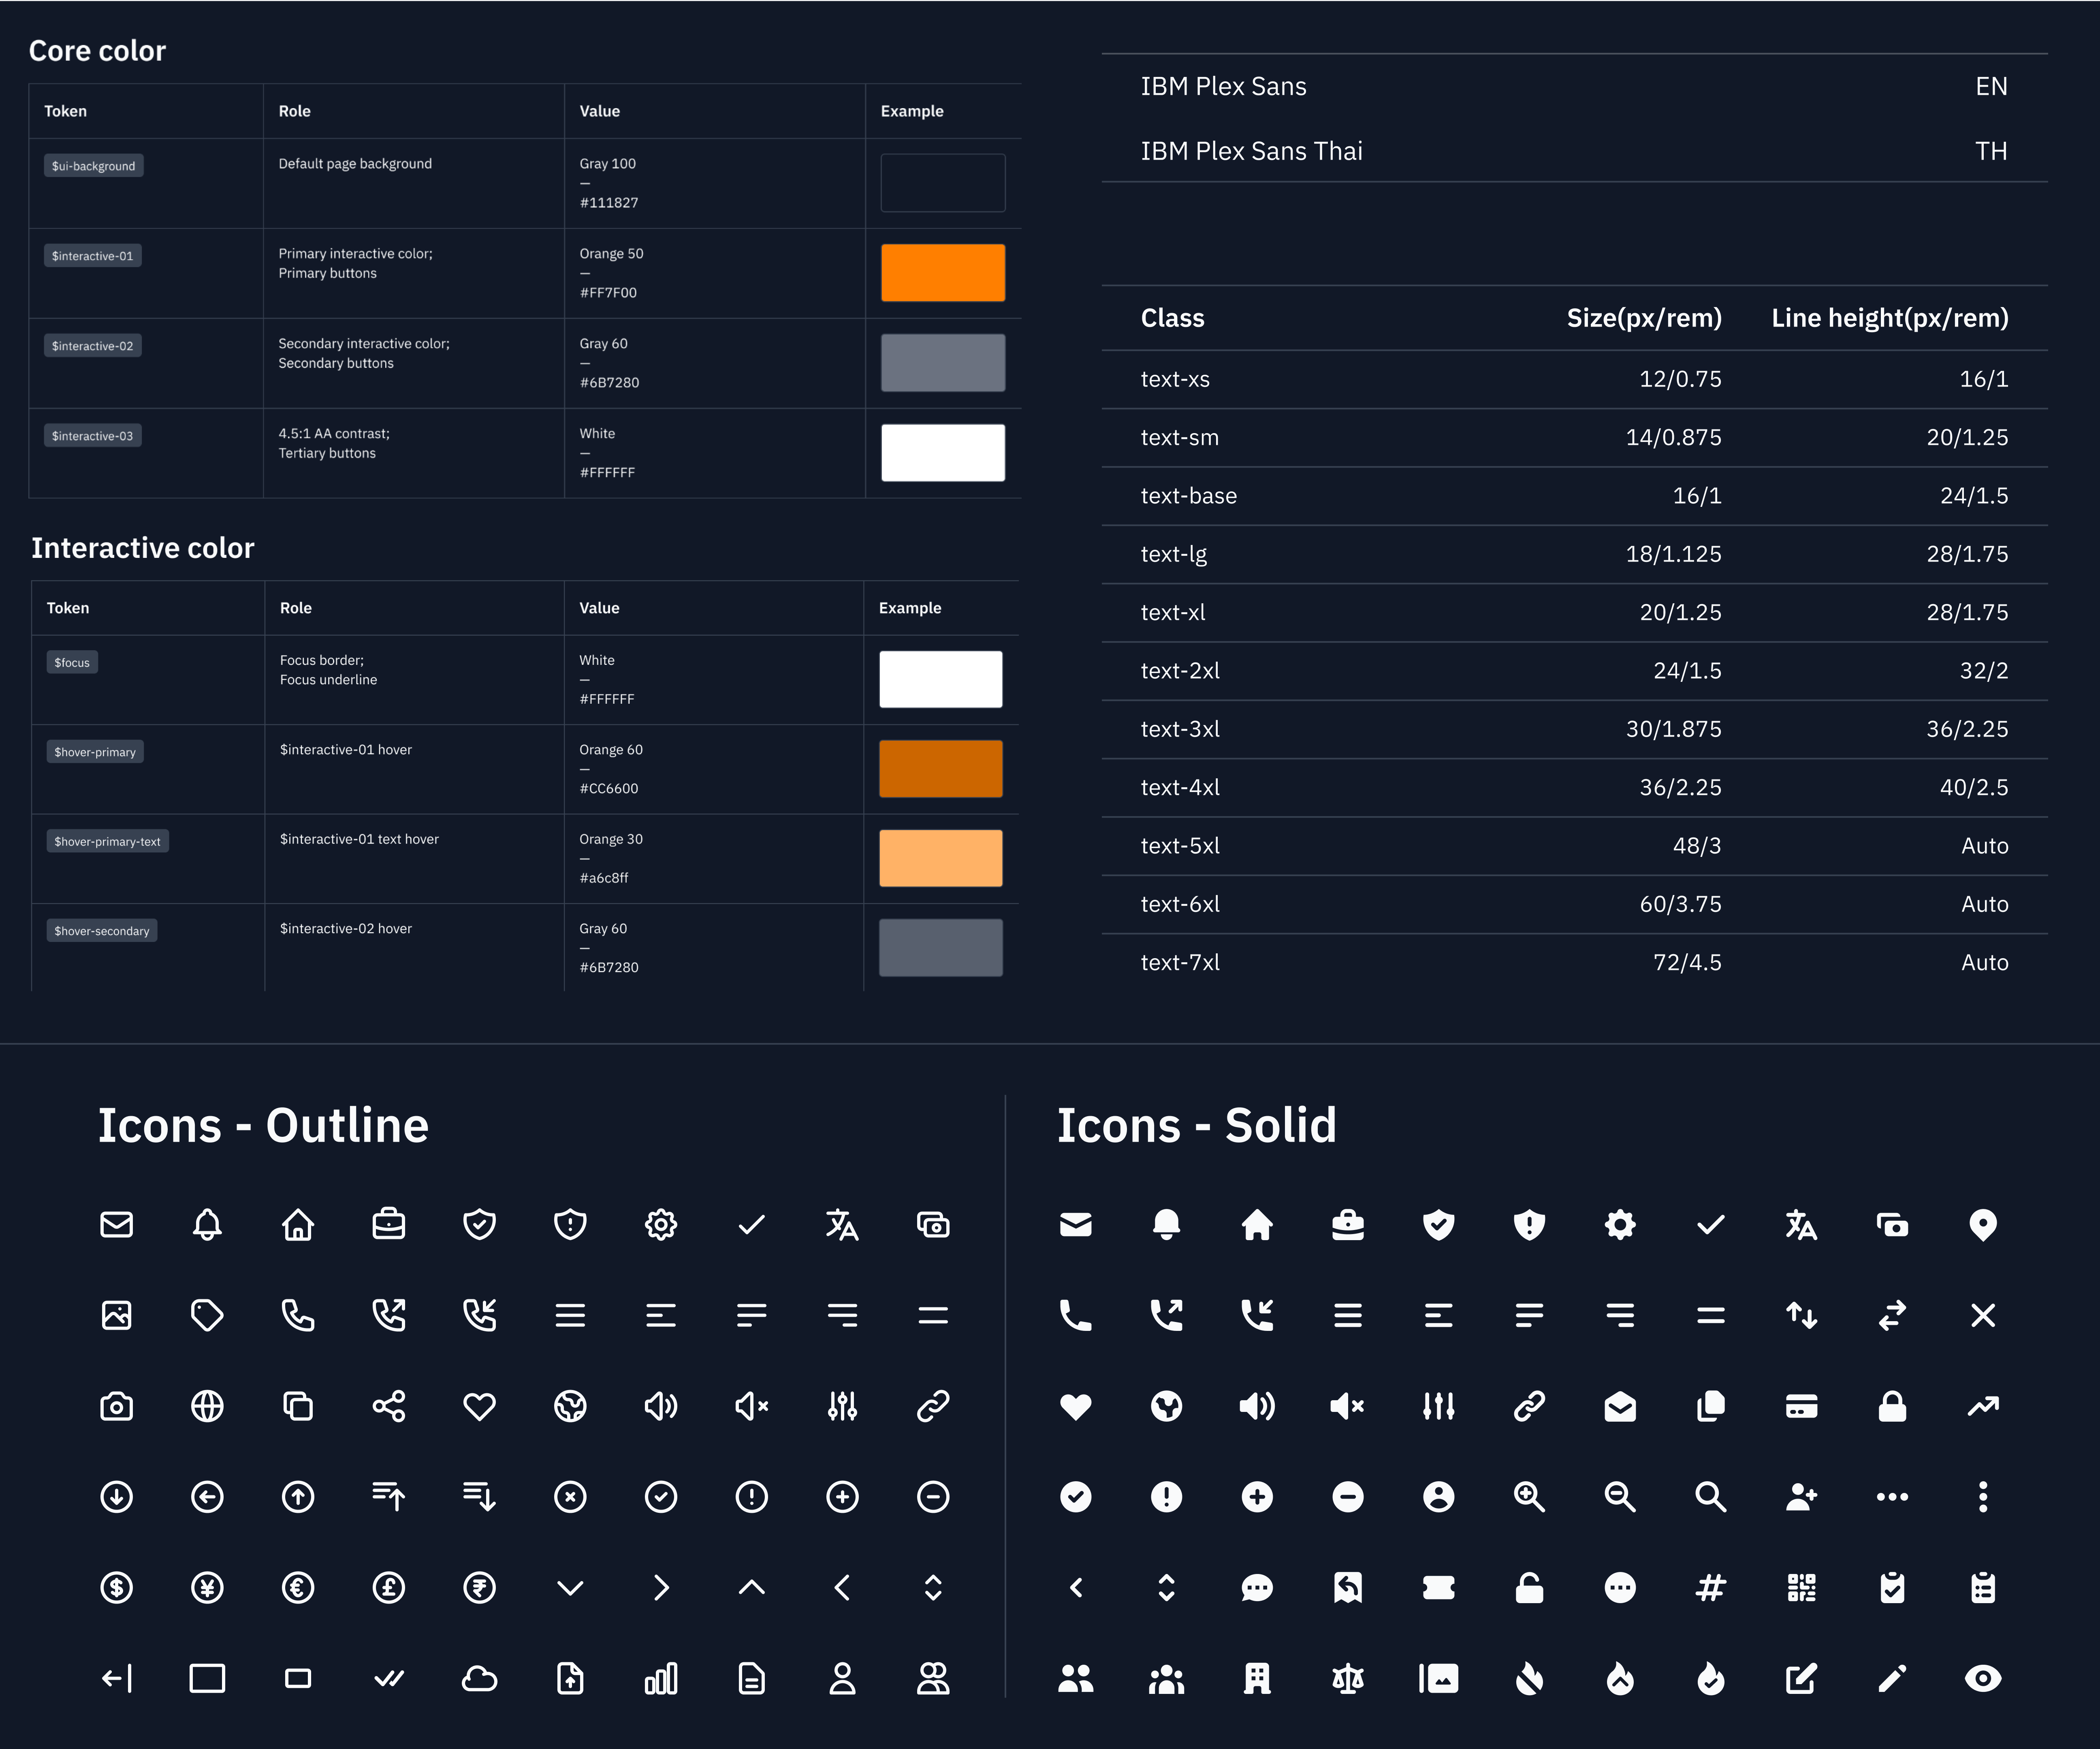 Core color
Token Role Value Example
$ui-background Default page background Gray 100
—
#111827
$interactive-01 Primary interactive color; Orange 50
Primary buttons —
#FF7F00
$interactive-02 Secondary interactive color; Gray 60
Secondary buttons —
#6B7280
$interactive-03 4.5:1 AA contrast; White
Tertiary buttons —
#FFFFFF
Interactive color
Token Role Value Example
$focus Focus border; White
Focus underline —
#FFFFFF
$hover-primary $interactive-01 hover Orange 60
—
#CC6600
$hover-primary-text $interactive-01 text hover Orange 30
—
#a6c8ff
$hover-secondary $interactive-02 hover Gray 60
—
#6B7280
IBM Plex Sans EN
IBM Plex Sans Thai TH
Class Size(px/rem) Line height(px/rem)
text-xs 12/0.75 16/1
text-sm 14/0.875 20/1.25
text-base 16/1 24/1.5
text-lg 18/1.125 28/1.75
text-xl 20/1.25 28/1.75
text-2xl 24/1.5 32/2
text-3xl 30/1.875 36/2.25
text-4xl 36/2.25 40/2.5
text-5xl 48/3 Auto
text-6xl 60/3.75 Auto
text-7xl 72/4.5 Auto
Icons - Outline
Icons - Solid